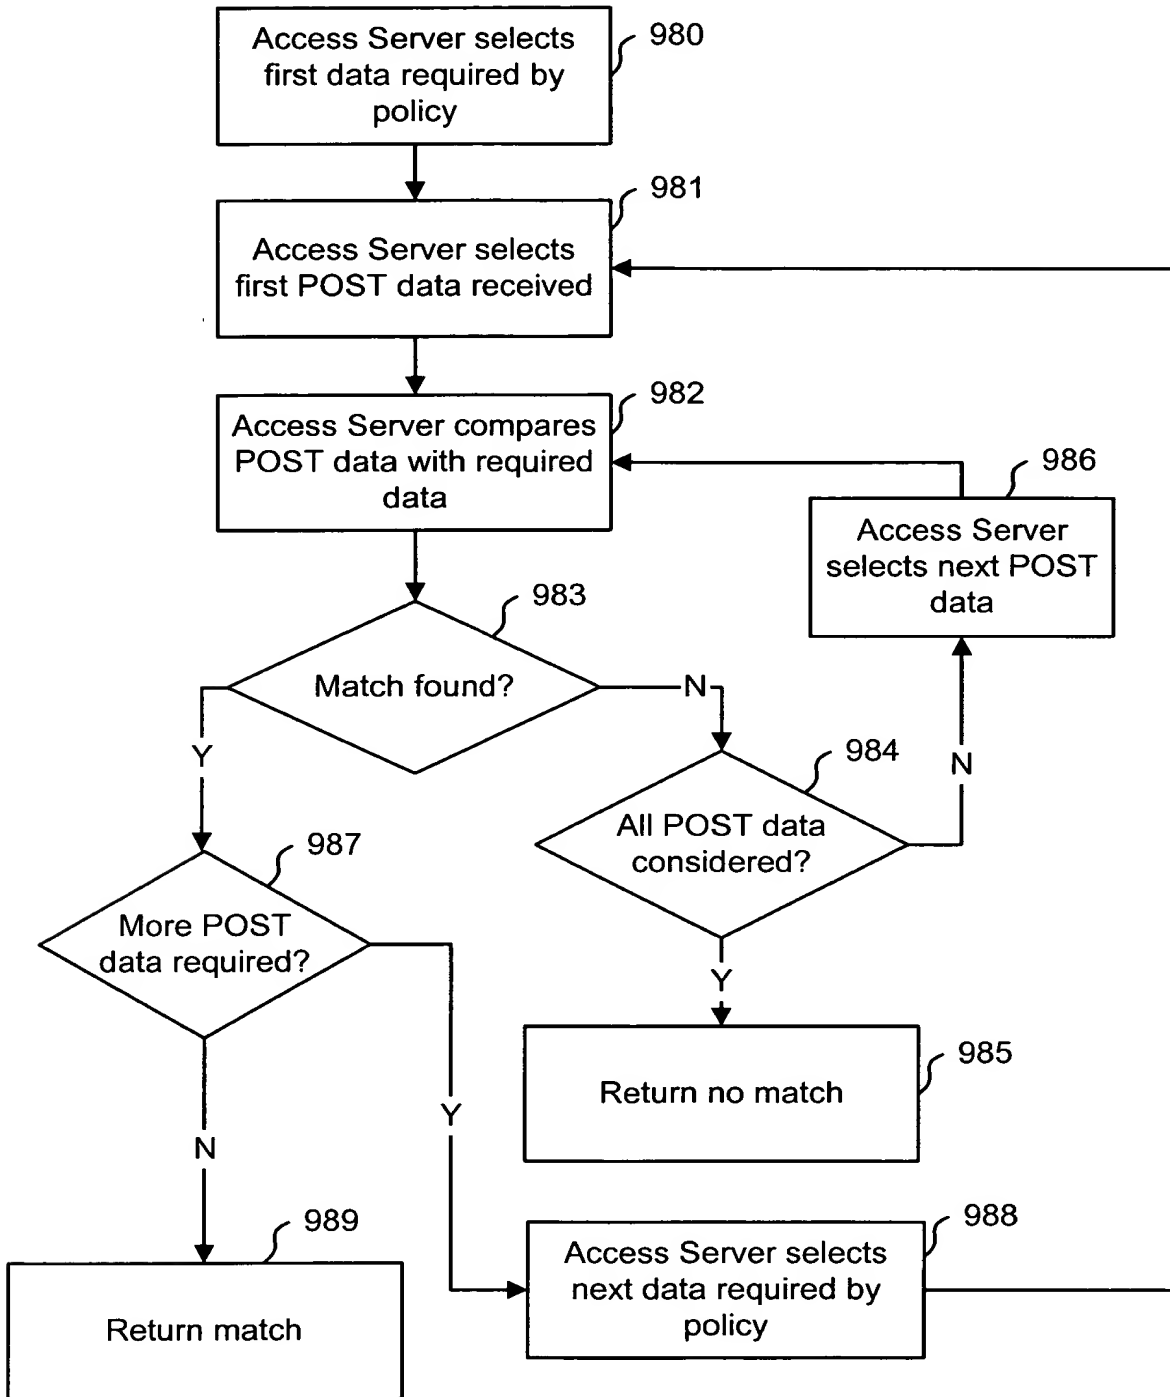 Access Server selects
first data required by
policy
980
Access Server selects
first POST data received
981
Access Server compares
POST data with required
data
982
Access Server
selects next POST
data
986
Match found?
983
Y
N
All POST data
considered?
984
N
Y
More POST
data required?
987
N
Y
Return no match
985
Return match
989
Access Server selects
next data required by
policy
988